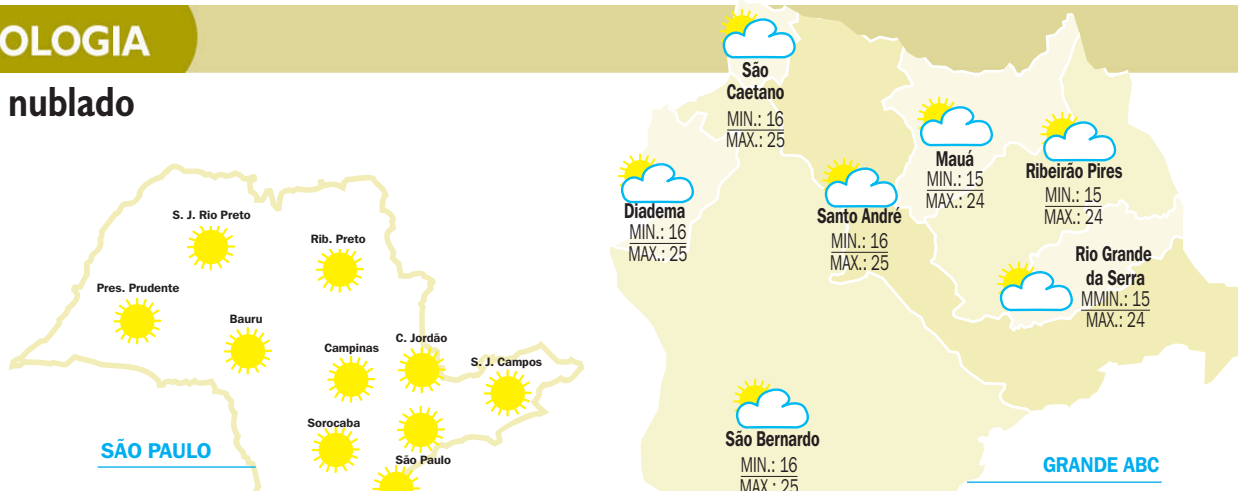 OLOGIA
nublado
S. J. Rio Preto
Rib. Preto
Pres. Prudente
Bauru
Campinas
C. Jordão
S. J. Campos
Sorocaba
São Paulo
SÃO PAULO
São
Caetano
MIN.: 16
MAX.: 25
Diadema
MIN.: 16
MAX.: 25
Santo André
MIN.: 16
MAX.: 25
Mauá
MIN.: 15
MAX.: 24
Ribeirão Pires
MIN.: 15
MAX.: 24
Rio Grande
da Serra
MMIN.: 15
MAX.: 24
São Bernardo
MIN.: 16
MAX.: 25
GRANDE ABC